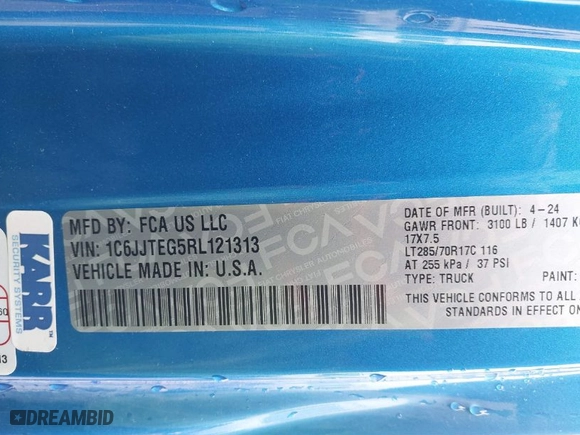 MFD BY: FCA US LLC
VIN: 1C6JJTEG5RL121313
VEHICLE MADE IN: U.S.A.
DATE OF MFR (BUILT): 4-24
GAWR FRONT: 3100 LB / 1407 K
17X7.5
LT285/70R17C 116
AT 255 kPa / 37 PSI
TYPE: TRUCK PAINT:
THIS VEHICLE CONFORMS TO ALL
STANDARDS IN EFFECT ON
KARR
SECURITY SYSTEMS
FCA
DREAMBID